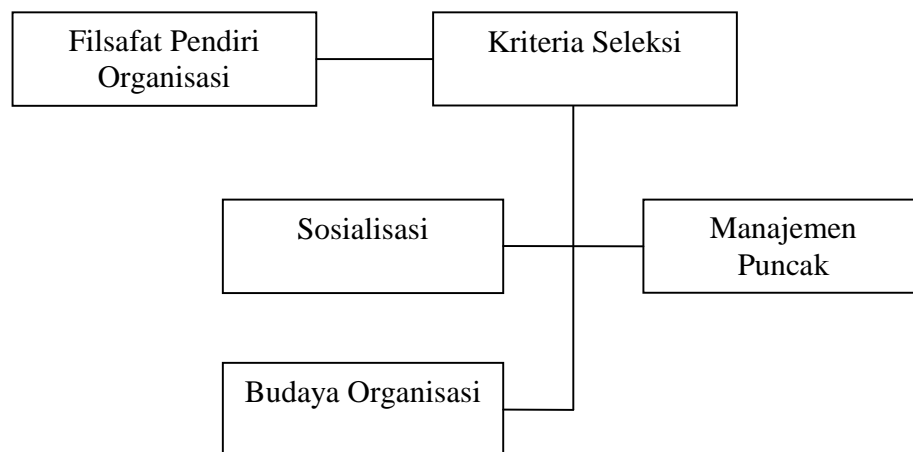 Filsafat Pendiri
Organisasi
Kriteria Seleksi
Sosialisasi
Manajemen
Puncak
Budaya Organisasi